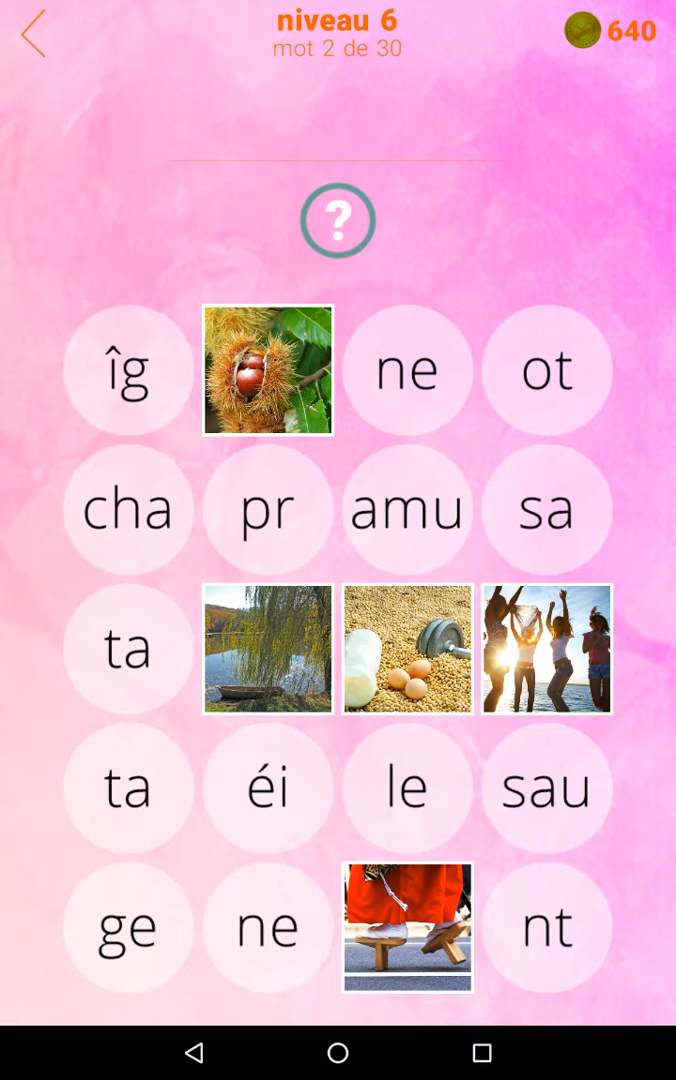 niveau 6
mot 2 de 30
640
?
îg
ne
ot
cha
pr
amu
sa
ta
ta
éi
le
sau
ge
ne
nt